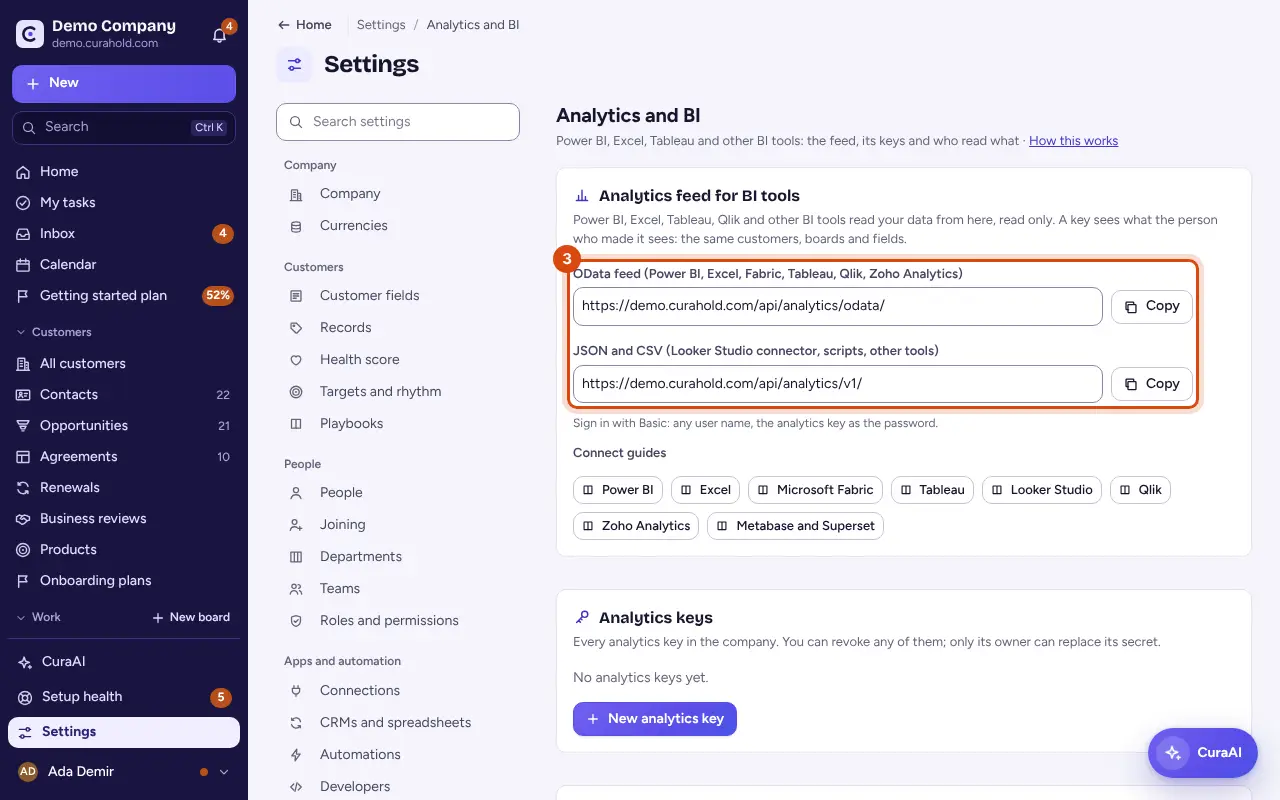 Demo Company
demo.curahold.com
4
New
Search
Ctrl K
Home
My tasks
Inbox
4
Calendar
Getting started plan
52%
Customers
All customers
Contacts
22
Opportunities
21
Agreements
10
Renewals
Business reviews
Products
Onboarding plans
Work
New board
CuraAI
Setup health
5
Settings
AD
Ada Demir
Home
Settings / Analytics and BI
Settings
Search settings
Company
Company
Currencies
Customers
Customer fields
Records
Health score
Targets and rhythm
Playbooks
People
People
Joining
Departments
Teams
Roles and permissions
Apps and automation
Connections
CRMs and spreadsheets
Automations
Developers
Analytics and BI
Power BI, Excel, Tableau and other BI tools: the feed, its keys and who read what · How this works
Analytics feed for BI tools
Power BI, Excel, Tableau, Qlik and other BI tools read your data from here, read only. A key sees what the person
who made it sees: the same customers, boards and fields.
3
OData feed (Power BI, Excel, Fabric, Tableau, Qlik, Zoho Analytics)
https://demo.curahold.com/api/analytics/odata/
Copy
JSON and CSV (Looker Studio connector, scripts, other tools)
https://demo.curahold.com/api/analytics/v1/
Copy
Sign in with Basic: any user name, the analytics key as the password.
Connect guides
Power BI
Excel
Microsoft Fabric
Tableau
Looker Studio
Qlik
Zoho Analytics
Metabase and Superset
Analytics keys
Every analytics key in the company. You can revoke any of them; only its owner can replace its secret.
No analytics keys yet.
New analytics key
CuraAI